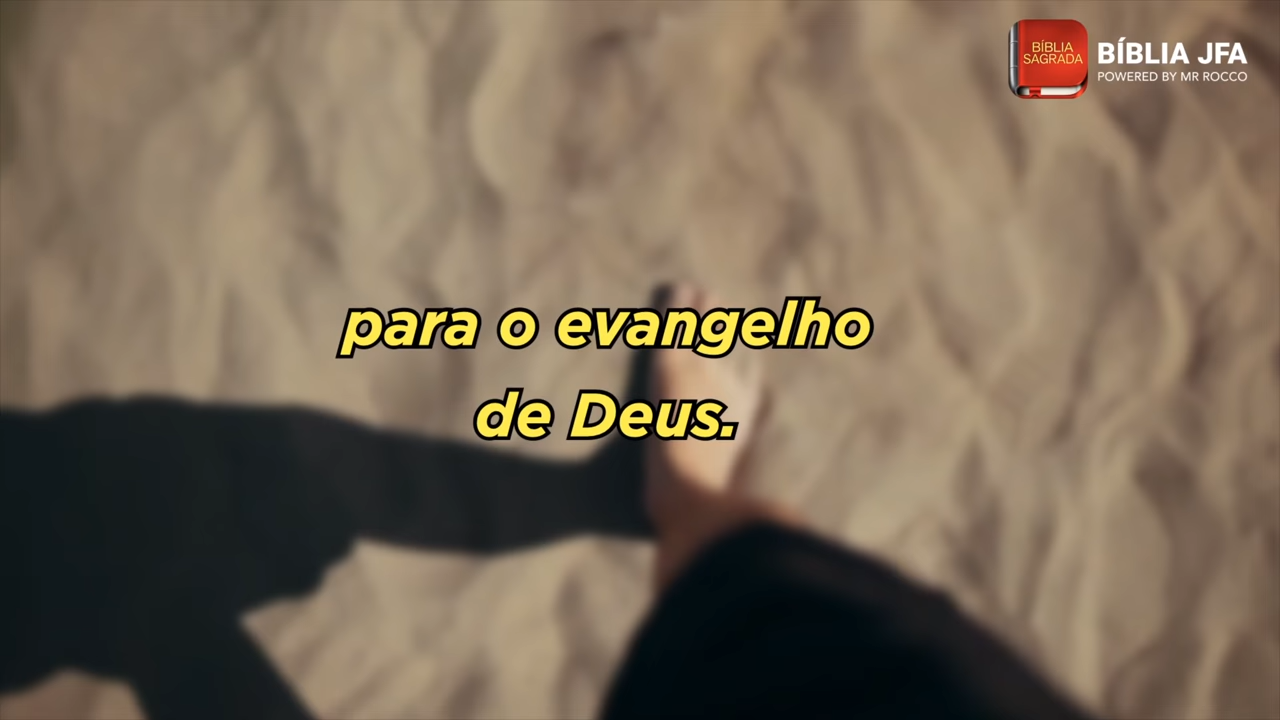 BÍBLIA
SAGRADA
BÍBLIA JFA
POWERED BY MR ROCCO
para o evangelho
de Deus.